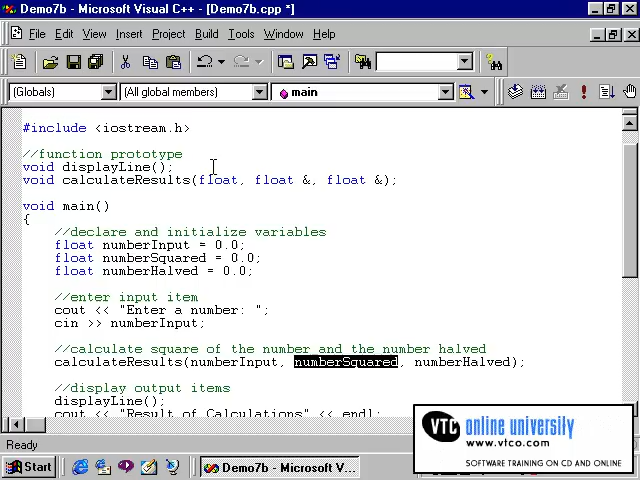 Demo7b - Microsoft Visual C++ - [Demo7b.cpp *]
File Edit View Insert Project Build Tools Window Help
(Globals) (All global members) main
#include <iostream.h>
//function prototype
void displayLine();
void calculateResults(float, float &, float &);
void main()
{
//declare and initialize variables
float numberInput = 0.0;
float numberSquared = 0.0;
float numberHalved = 0.0;
//enter input item
cout << "Enter a number: ";
cin >> numberInput;
//calculate square of the number and the number halved
calculateResults(numberInput, numberSquared, numberHalved);
//display output items
displayLine();
cout << "Result of Calculations" << endl;
Ready
VTC online university
www.vtco.com
SOFTWARE TRAINING ON CD AND ONLINE
Start Demo7b - Microsoft V...